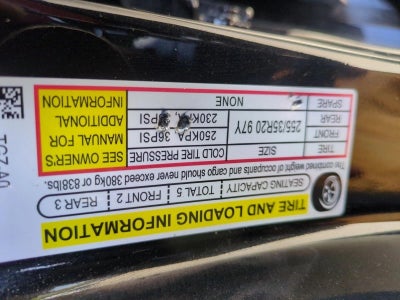 TIRE AND LOADING INFORMATION
SEATING CAPACITY TOTAL 5 FRONT 2 REAR 3
The combined weight of occupants and cargo should never exceed 380kg or 838lbs.
TIRE SIZE COLD TIRE PRESSURE
FRONT 255/35R20 97Y 250KPA, 36PSI
REAR
SPARE NONE
SEE OWNER'S
MANUAL FOR
ADDITIONAL
INFORMATION